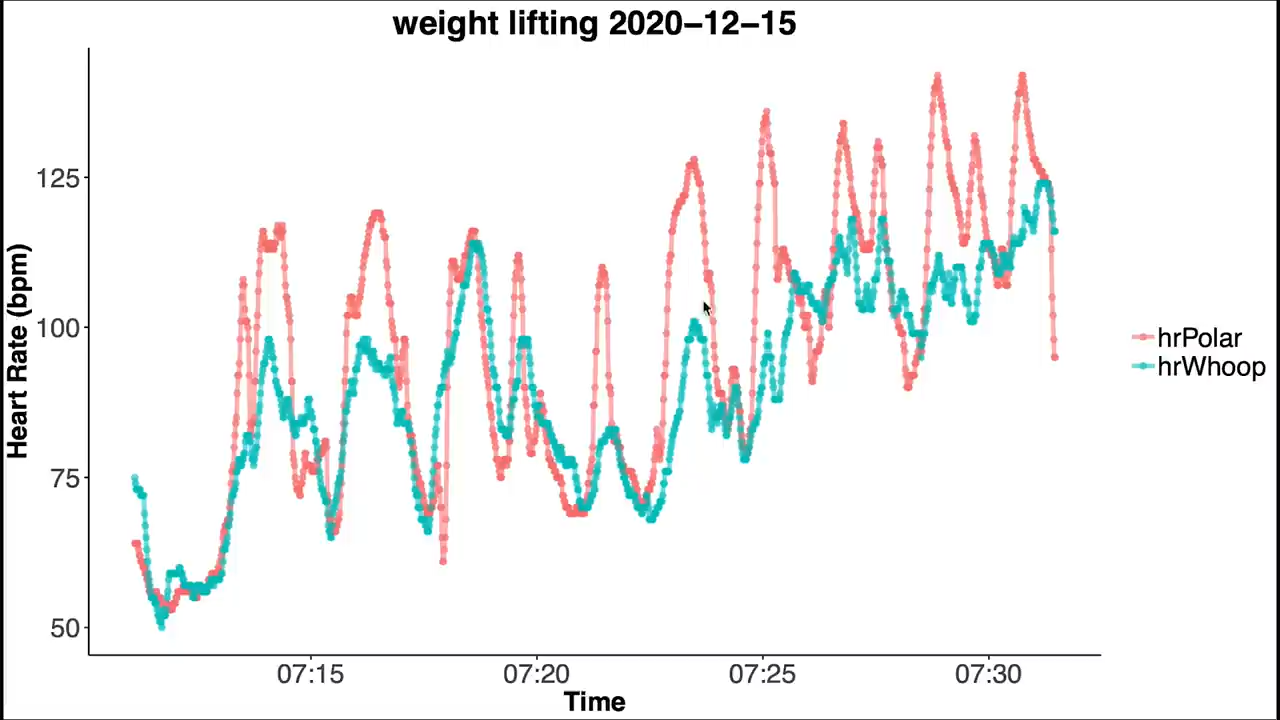 weight lifting 2020−12−15
Heart Rate (bpm)
125
100
75
50
07:15
07:20
07:25
07:30
Time
hrPolar
hrWhoop